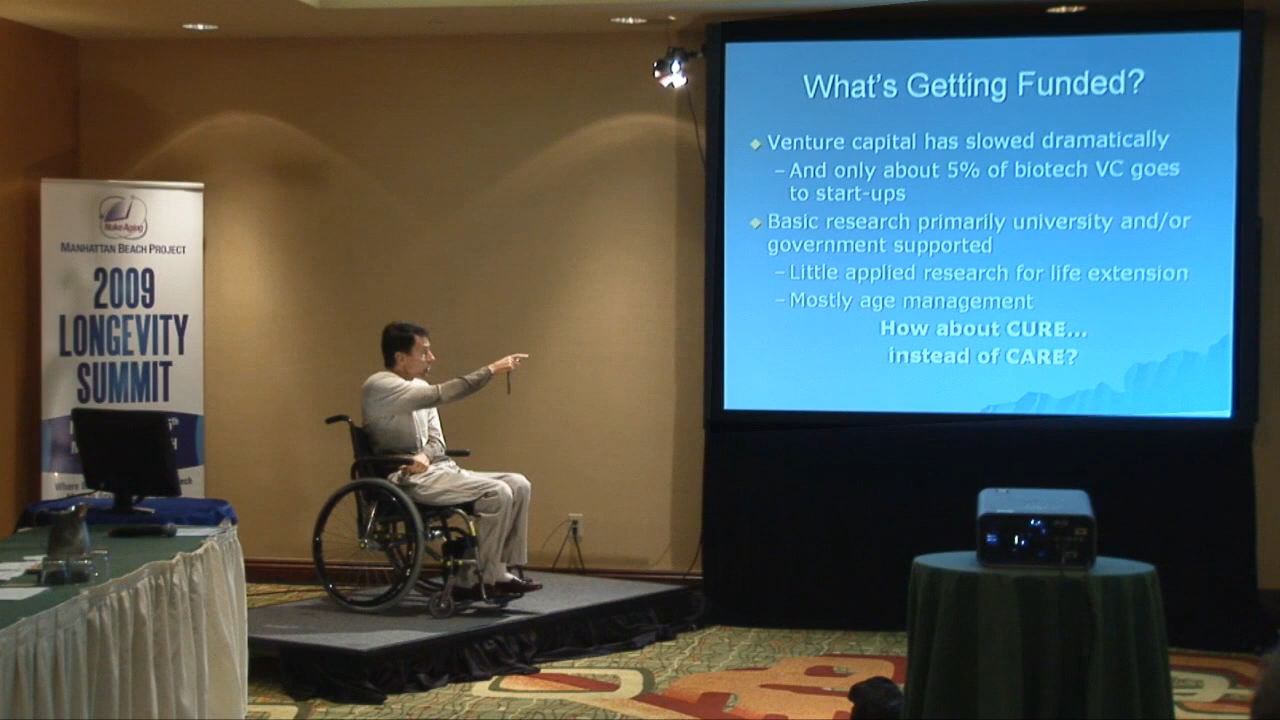 Nuke Aging
MANHATTAN BEACH PROJECT
2009
LONGEVITY
SUMMIT
What's Getting Funded?
Venture capital has slowed dramatically
– And only about 5% of biotech VC goes
to start-ups
Basic research primarily university and/or
government supported
– Little applied research for life extension
– Mostly age management
How about CURE...
instead of CARE?